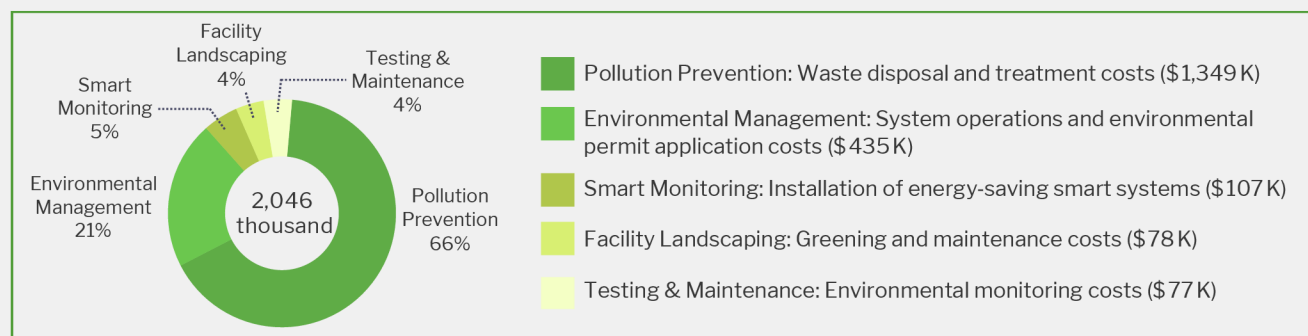 Facility
Landscaping
4%
Testing &
Maintenance
4%
Smart
Monitoring
5%
Environmental
Management
21%
2,046
thousand
Pollution
Prevention
66%
Pollution Prevention: Waste disposal and treatment costs ($1,349 K)
Environmental Management: System operations and environmental
permit application costs ($435 K)
Smart Monitoring: Installation of energy-saving smart systems ($107 K)
Facility Landscaping: Greening and maintenance costs ($78 K)
Testing & Maintenance: Environmental monitoring costs ($77 K)